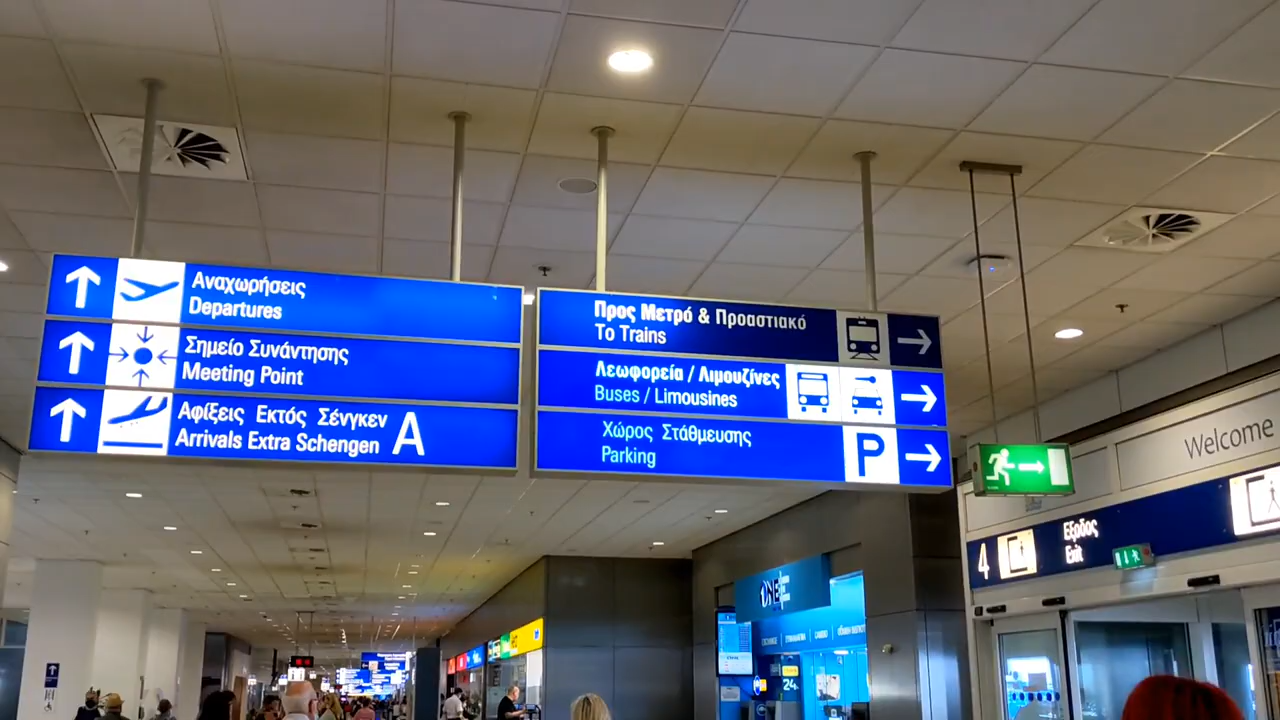 Αναχωρήσεις
Departures
Σημείο Συνάντησης
Meeting Point
Αφίξεις Εκτός Σένγκεν
Arrivals Extra Schengen
A
Προς Μετρό & Προαστιακό
To Trains
Λεωφορεία / Λιμουζίνες
Buses / Limousines
Χώρος Στάθμευσης
Parking
P
Welcome
4
Έξοδος
Exit
ONE
24